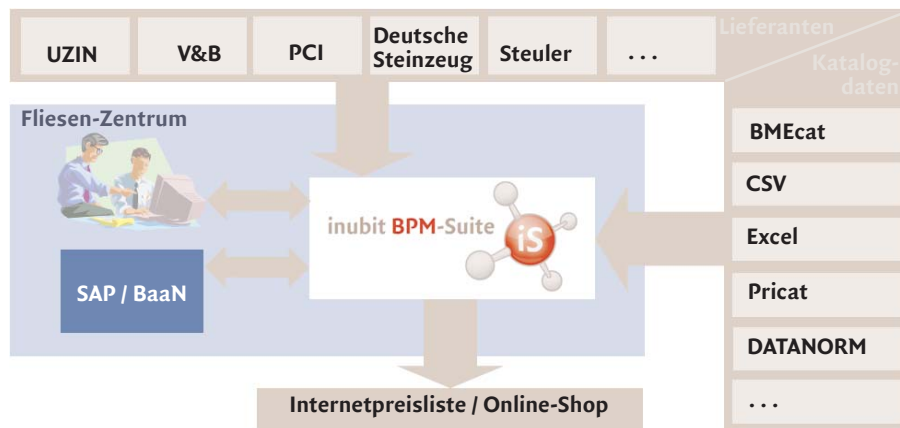 UZIN
V&B
PCI
Deutsche
Steinzeug
Steuler
...
Lieferanten
Katalog-
daten
Fliesen-Zentrum
BMEcat
CSV
inubit BPM-Suite
iS
Excel
SAP / BaaN
Pricat
DATANORM
Internetpreisliste / Online-Shop
...